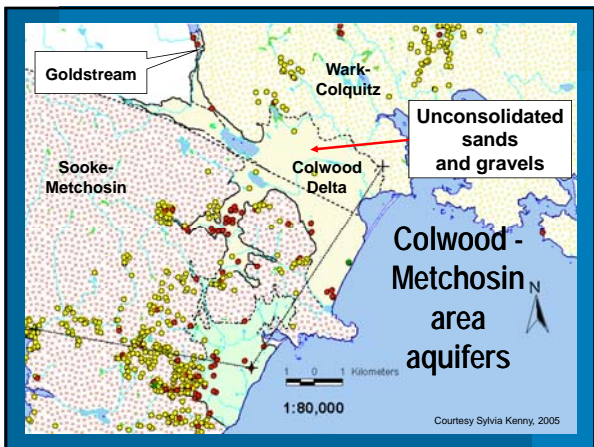 Goldstream
Wark-
Colquitz
Unconsolidated
sands
and gravels
Sooke-
Metchosin
Colwood
Delta
Colwood -
Metchosin
area
aquifers
N
1 0 1 Kilometers
1:80,000
Courtesy Sylvia Kenny, 2005